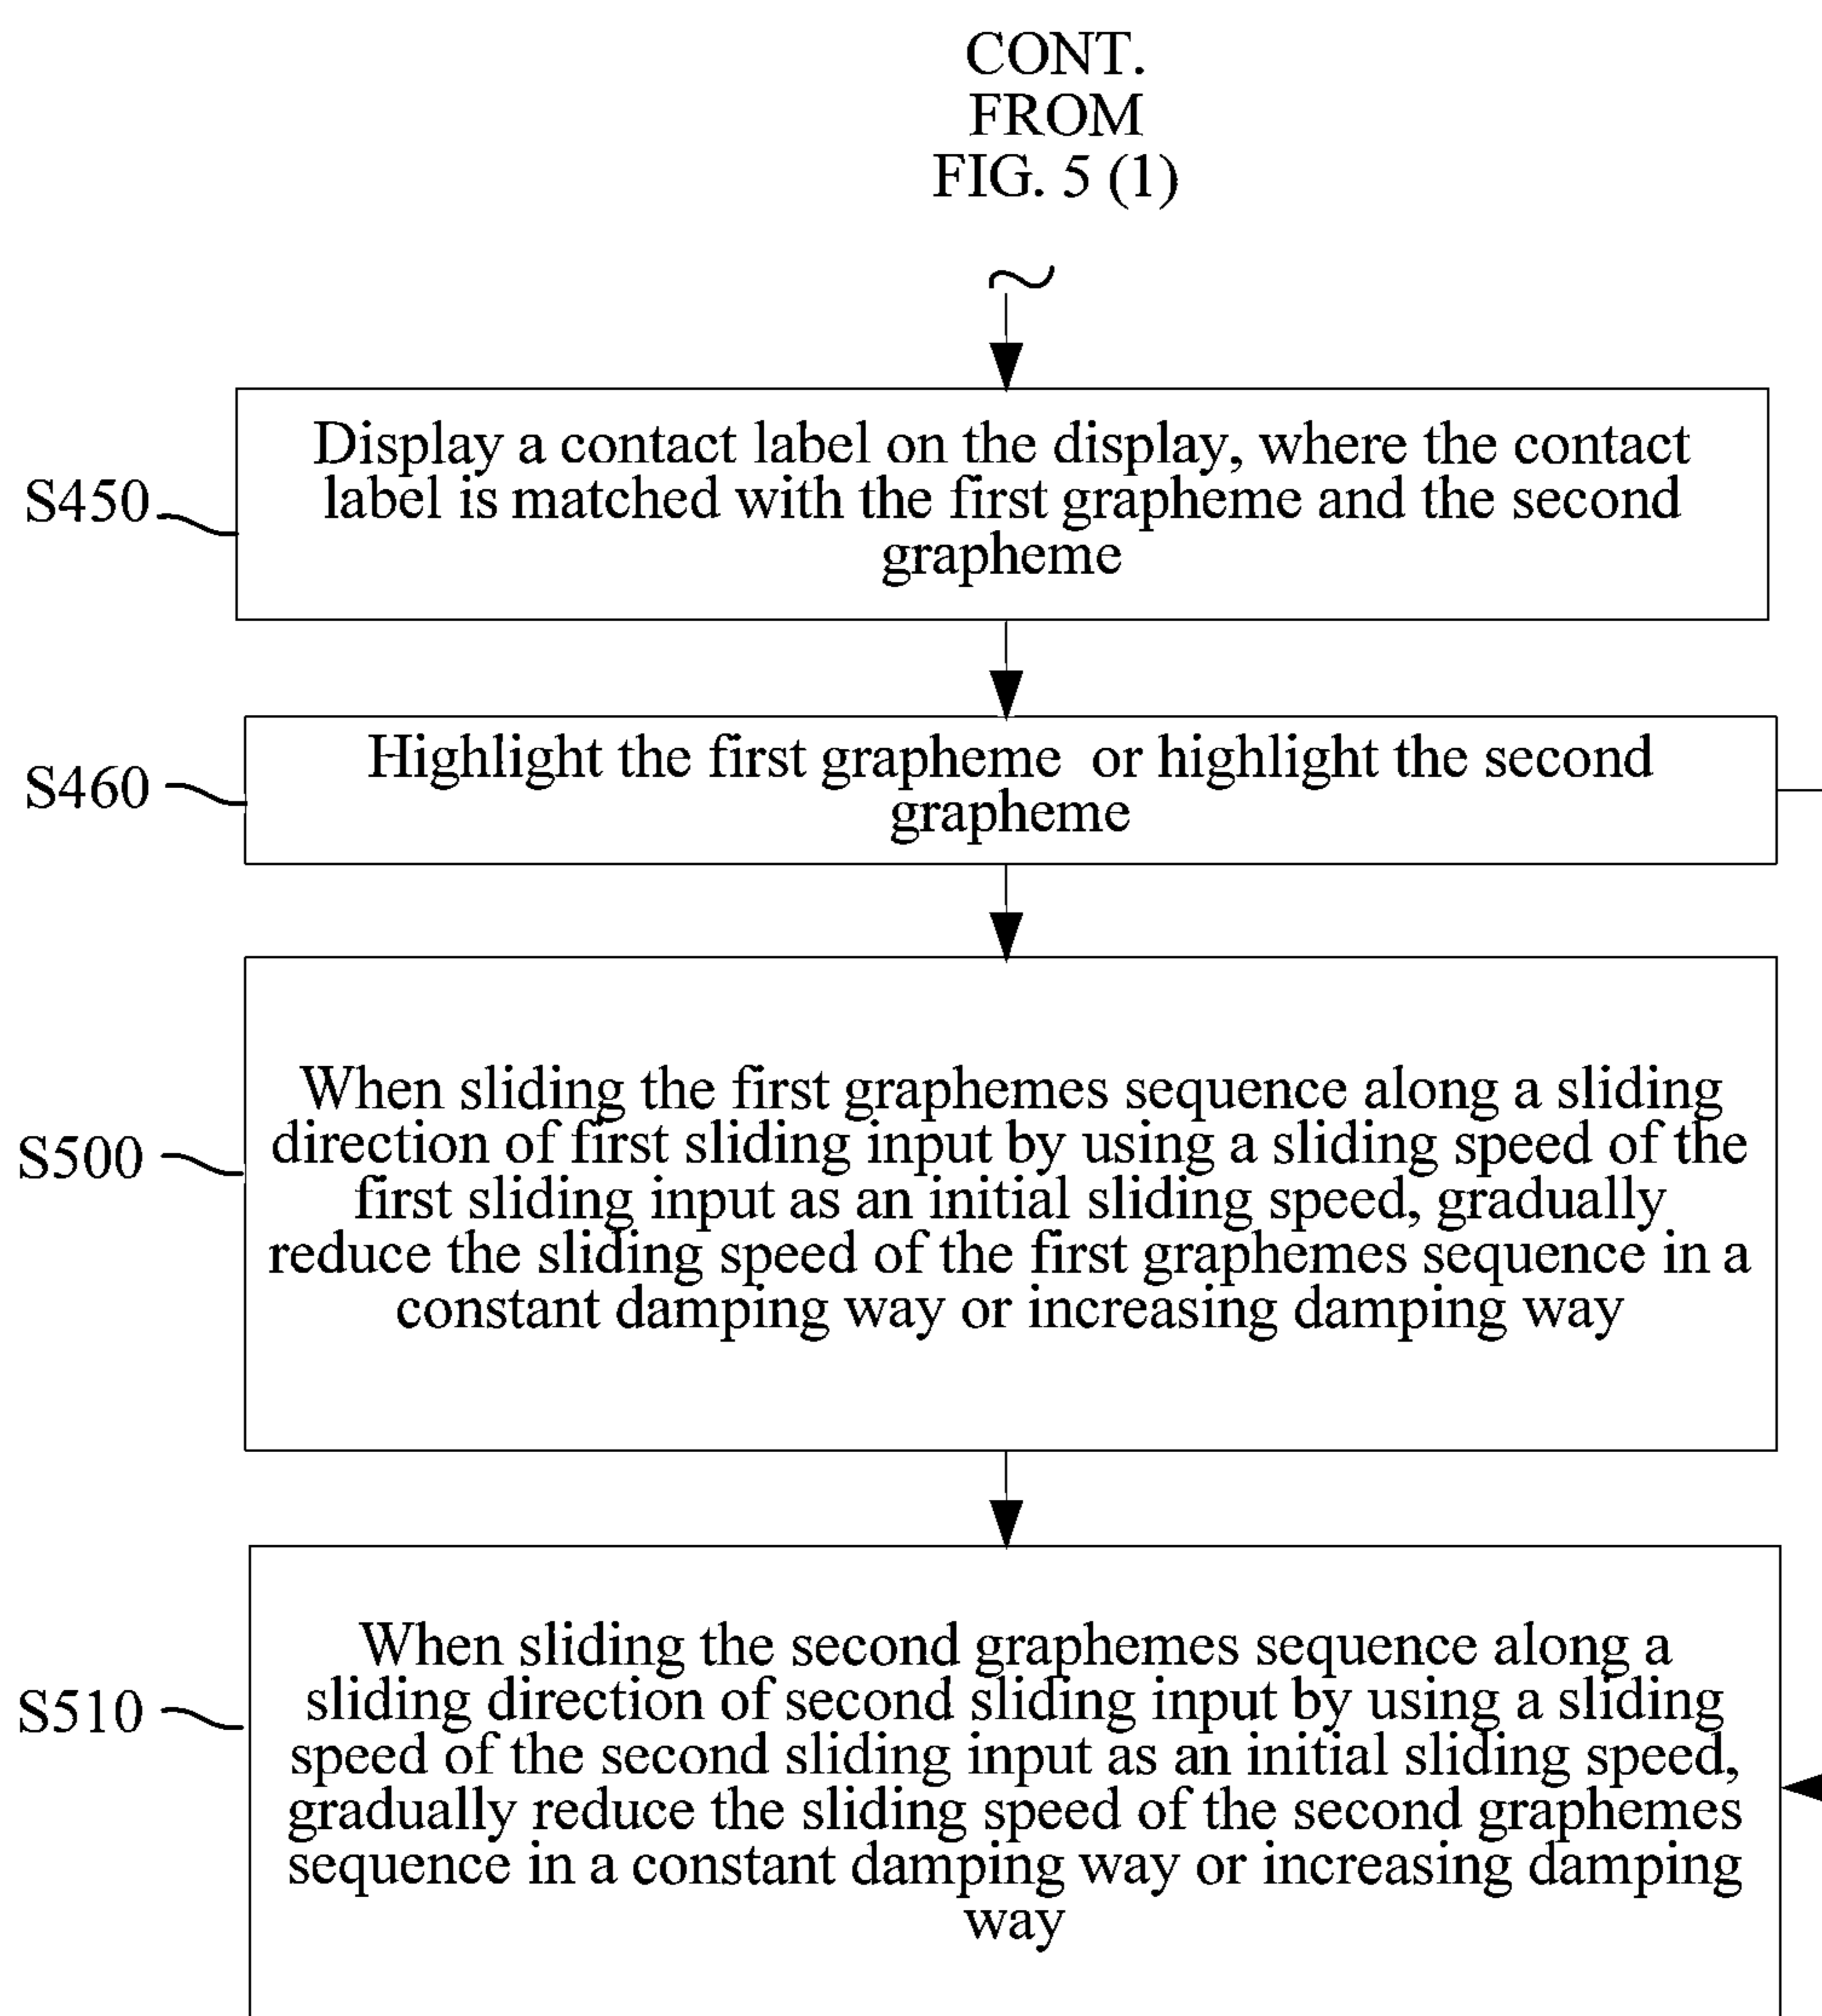 CONT.
FROM
FIG. 5 (1)
S450
Display a contact label on the display, where the contact
label is matched with the first grapheme and the second
grapheme
S460
Highlight the first grapheme or highlight the second
grapheme
S500
When sliding the first graphemes sequence along a sliding
direction of first sliding input by using a sliding speed of the
first sliding input as an initial sliding speed, gradually
reduce the sliding speed of the first graphemes sequence in a
constant damping way or increasing damping way
S510
When sliding the second graphemes sequence along a
sliding direction of second sliding input by using a sliding
speed of the second sliding input as an initial sliding speed,
gradually reduce the sliding speed of the second graphemes
sequence in a constant damping way or increasing damping
way